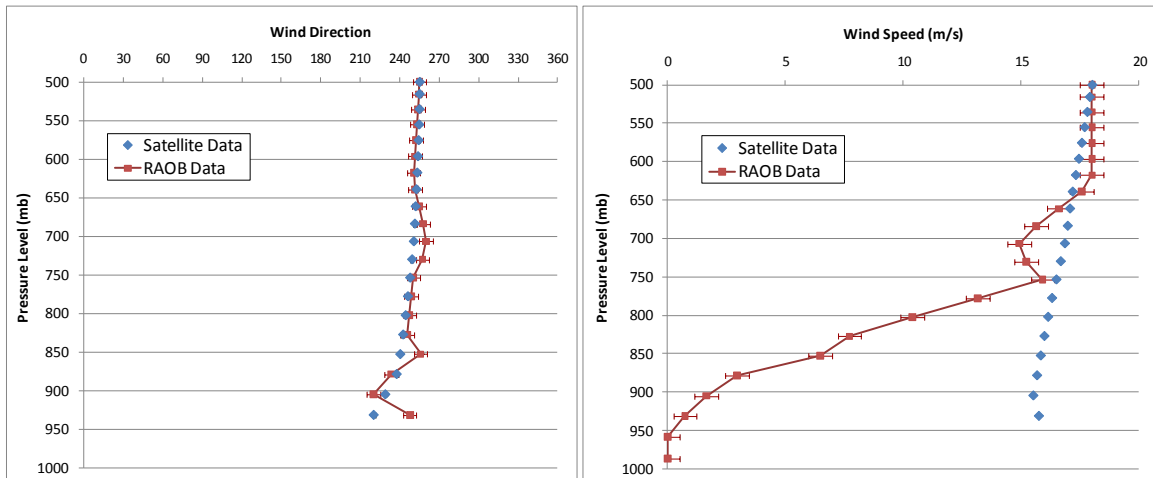 Wind Direction
0 30 60 90 120 150 180 210 240 270 300 330 360
500
550
600
650
700
750
800
850
900
950
1000
Pressure Level (mb)
Satellite Data
RAOB Data
Wind Speed (m/s)
0 5 10 15 20
500
550
600
650
700
750
800
850
900
950
1000
Pressure Level (mb)
Satellite Data
RAOB Data